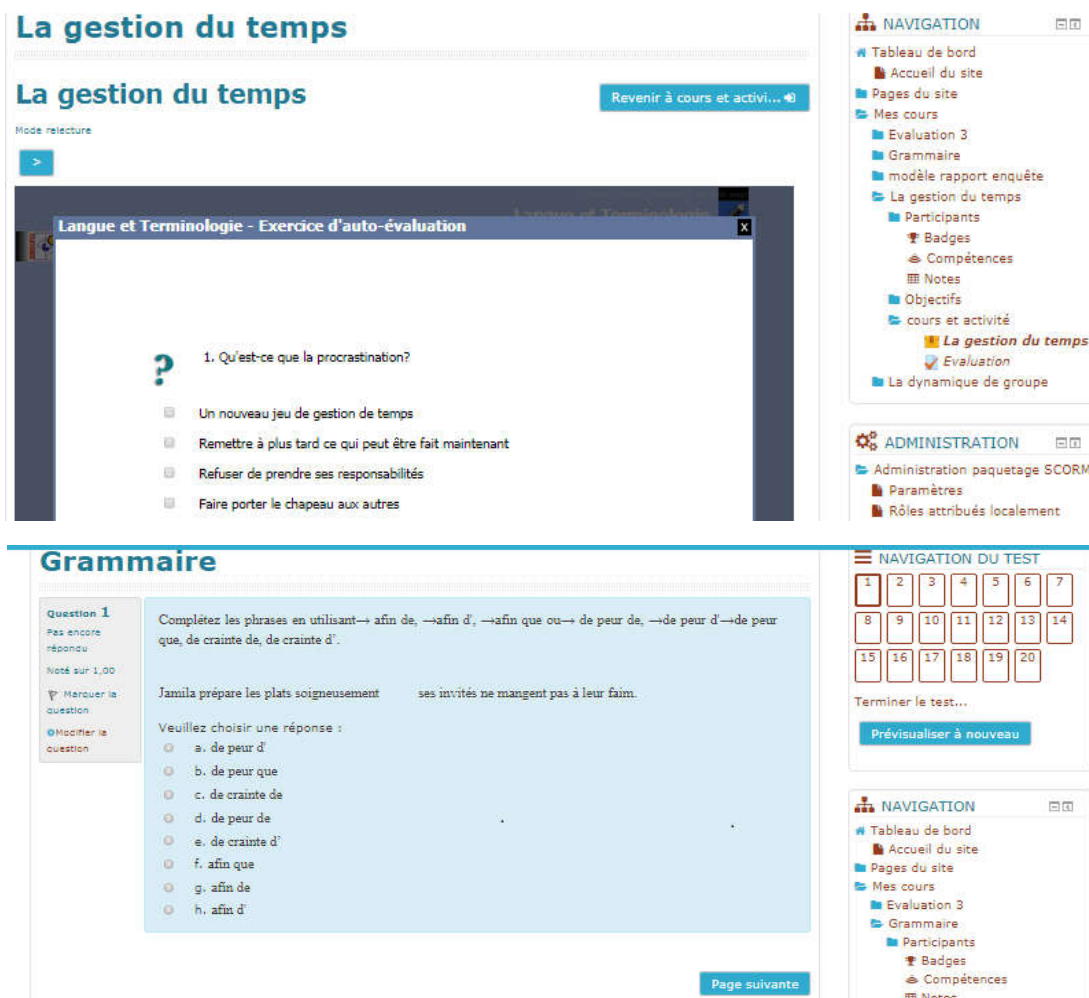 La gestion du temps
La gestion du temps
Revenir à cours et activi...
Mode relecture
>
Langue et Terminologie - Exercice d'auto-évaluation
X
?
1. Qu'est-ce que la procrastination?
Un nouveau jeu de gestion de temps
Remettre à plus tard ce qui peut être fait maintenant
Refuser de prendre ses responsabilités
Faire porter le chapeau aux autres
NAVIGATION
Tableau de bord
Accueil du site
Pages du site
Mes cours
Evaluation 3
Grammaire
modèle rapport enquête
La gestion du temps
Participants
Badges
Compétences
Notes
Objectifs
cours et activité
La gestion du temps
Evaluation
La dynamique de groupe
ADMINISTRATION
Administration paquetage SCORM
Paramètres
Rôles attribués localement
Grammaire
Question 1
Pas encore
répondu
Noté sur 1,00
Marquer la
question
Modifier la
question
Complétez les phrases en utilisant→ afin de, →afin d', →afin que ou→ de peur de, →de peur d'→de peur
que, de crainte de, de crainte d'.
Jamila prépare les plats soigneusement ses invités ne mangent pas à leur faim.
Veuillez choisir une réponse :
a. de peur d'
b. de peur que
c. de crainte de
d. de peur de
e. de crainte d'
f. afin que
g. afin de
h. afin d'
Page suivante
NAVIGATION DU TEST
1 2 3 4 5 6 7
8 9 10 11 12 13 14
15 16 17 18 19 20
Terminer le test...
Prévisualiser à nouveau
NAVIGATION
Tableau de bord
Accueil du site
Pages du site
Mes cours
Evaluation 3
Grammaire
Participants
Badges
Compétences
Notes